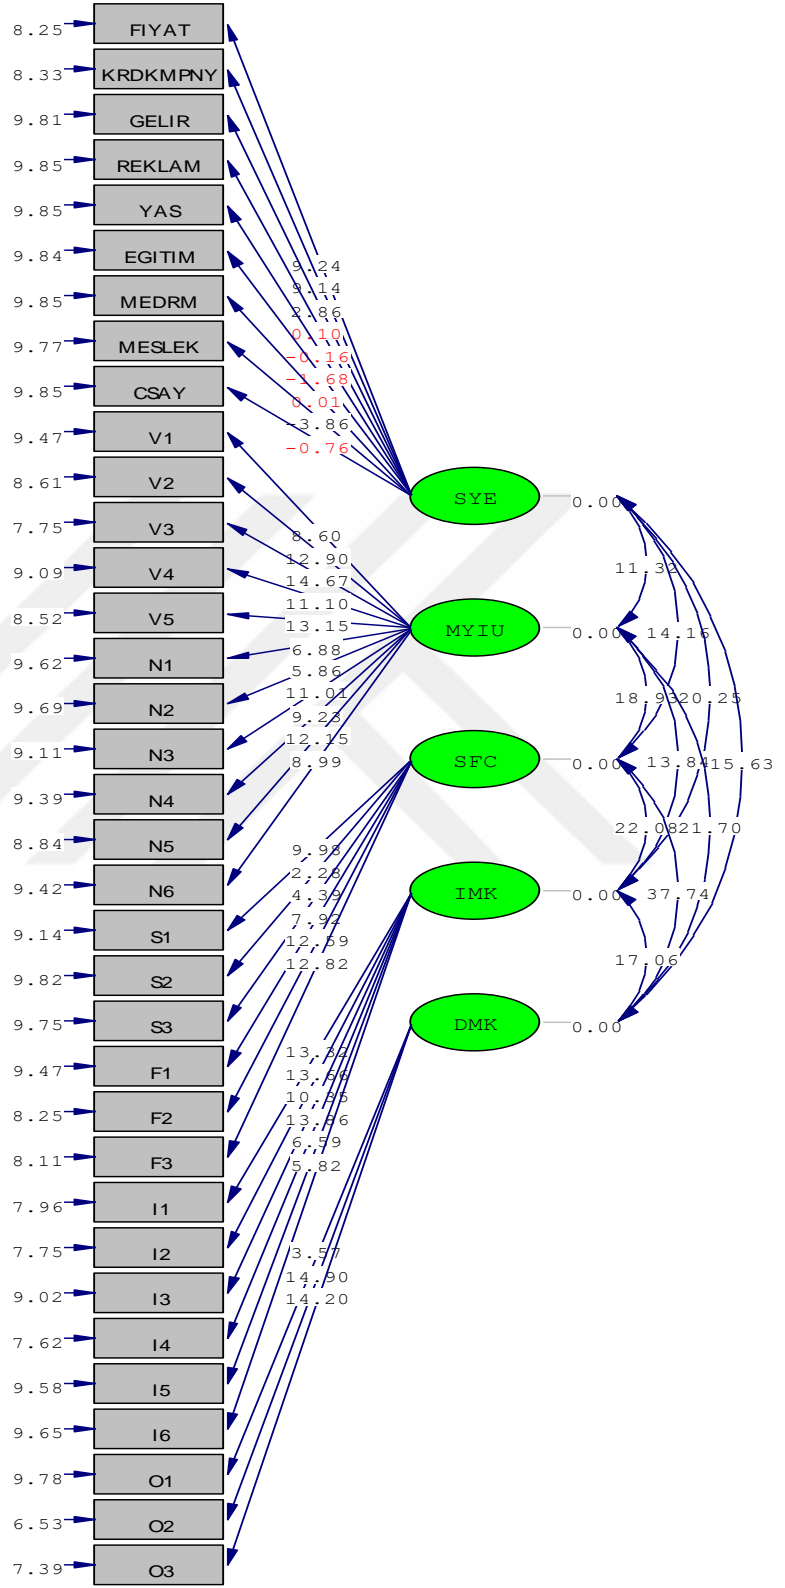 8.25 FIYAT
8.33 KRDKMPNY
9.81 GELIR
9.85 REKLAM
9.85 YAS
9.84 EGITIM
9.85 MEDRM
9.77 MESLEK
9.85 CSAY
9.47 V1
8.61 V2
7.75 V3
9.09 V4
8.52 V5
9.62 N1
9.69 N2
9.11 N3
9.39 N4
8.84 N5
9.42 N6
9.14 S1
9.82 S2
9.75 S3
9.47 F1
8.25 F2
8.11 F3
7.96 I1
7.75 I2
9.02 I3
7.62 I4
9.58 I5
9.65 I6
9.78 O1
6.53 O2
7.39 O3
9.24
9.14
2.86
0.10
-0.16
-1.68
0.01
-3.86
-0.76
8.60
12.90
14.67
11.10
13.15
6.88
5.86
11.01
9.23
12.15
8.99
9.98
2.28
4.39
7.92
12.59
12.82
13.32
13.66
10.35
13.86
6.59
5.82
3.57
14.90
14.20
SYE 0.00
MYIU 0.00
SFC 0.00
IMK 0.00
DMK 0.00
11.32
14.16
18.93
20.25
13.84
15.63
22.08
21.70
37.74
17.06